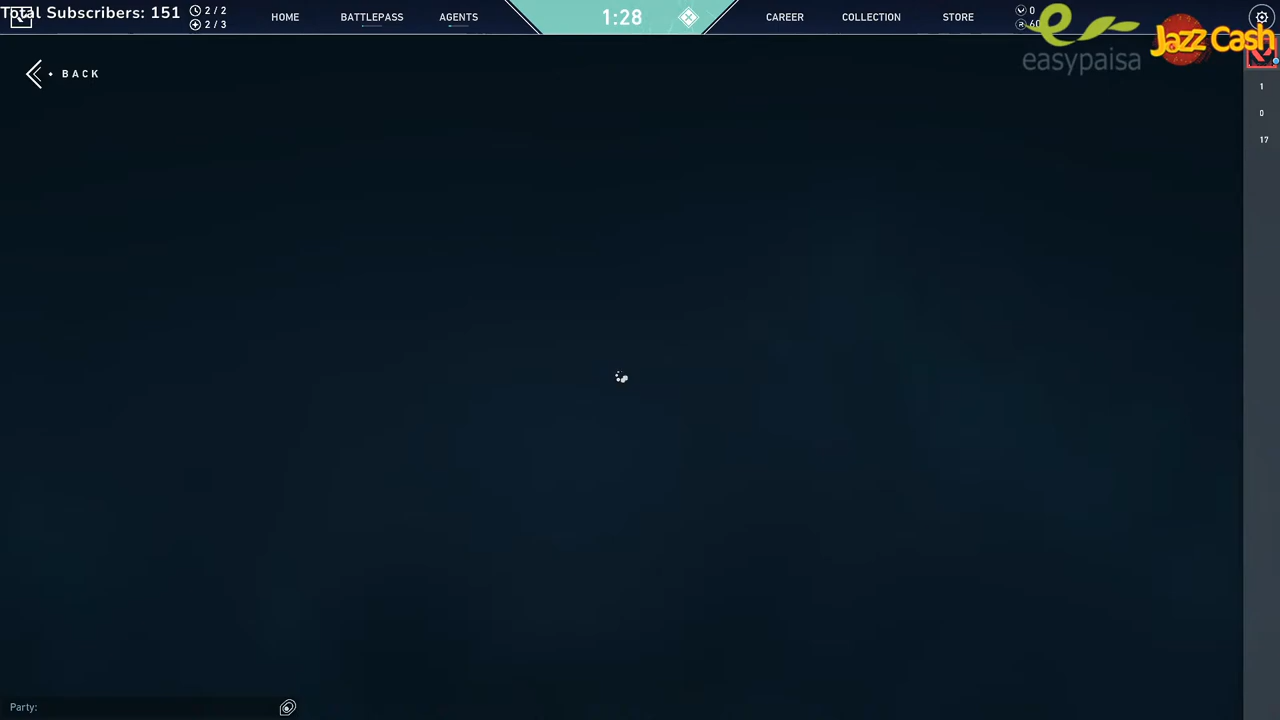 Total Subscribers: 151
2 / 2
2 / 3
HOME
BATTLEPASS
AGENTS
1:28
CAREER
COLLECTION
STORE
0
easypaisa
Jazz Cash
BACK
1
0
17
Party: